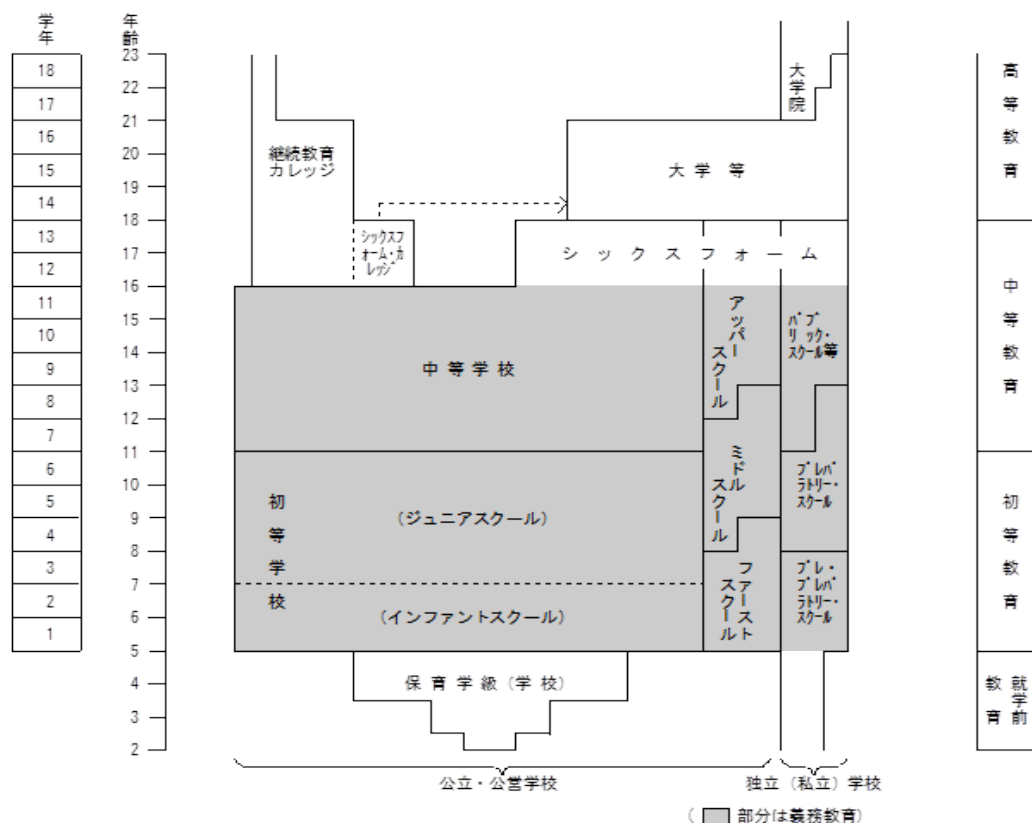 学年
年齢
18
17
16
15
14
13
12
11
10
9
8
7
6
5
4
3
2
1
23
22
21
20
19
18
17
16
15
14
13
12
11
10
9
8
7
6
5
4
3
2
継続教育
カレッジ
大学院
大学等
シックスフ
ォーム・カ
レッジ
シックスフォーム
中等学校
アッパー
スクール
パブ
リック・
スクール等
ミドル
スクール
プレパ
ラトリー・
スクール
初等学校
(ジュニアスクール)
(インファントスクール)
ファースト
スクール
プレ・
プレパ
ラトリー・
スクール
保育学級(学校)
高等教育
中等教育
初等教育
就学前
教育
公立・公営学校
独立(私立)学校
( 部分は義務教育)